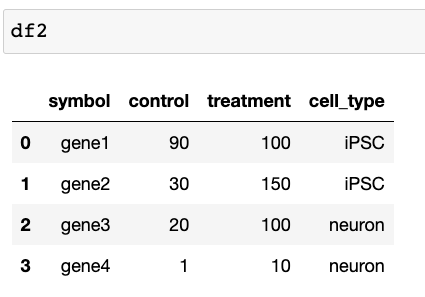 df2
symbol control treatment cell_type
0 gene1 90 100 iPSC
1 gene2 30 150 iPSC
2 gene3 20 100 neuron
3 gene4 1 10 neuron